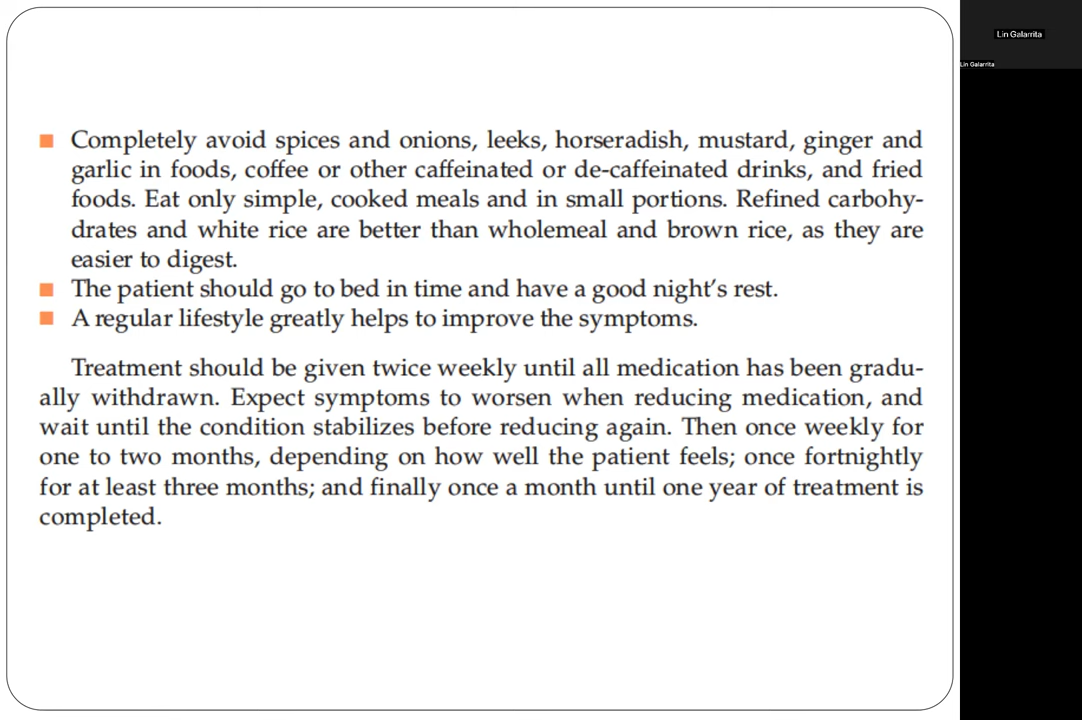 Completely avoid spices and onions, leeks, horseradish, mustard, ginger and
garlic in foods, coffee or other caffeinated or de-caffeinated drinks, and fried
foods. Eat only simple, cooked meals and in small portions. Refined carbohy-
drates and white rice are better than wholemeal and brown rice, as they are
easier to digest.
The patient should go to bed in time and have a good night's rest.
A regular lifestyle greatly helps to improve the symptoms.
Treatment should be given twice weekly until all medication has been gradu-
ally withdrawn. Expect symptoms to worsen when reducing medication, and
wait until the condition stabilizes before reducing again. Then once weekly for
one to two months, depending on how well the patient feels; once fortnightly
for at least three months; and finally once a month until one year of treatment is
completed.
Lin Galarrita
Lin Galarrita